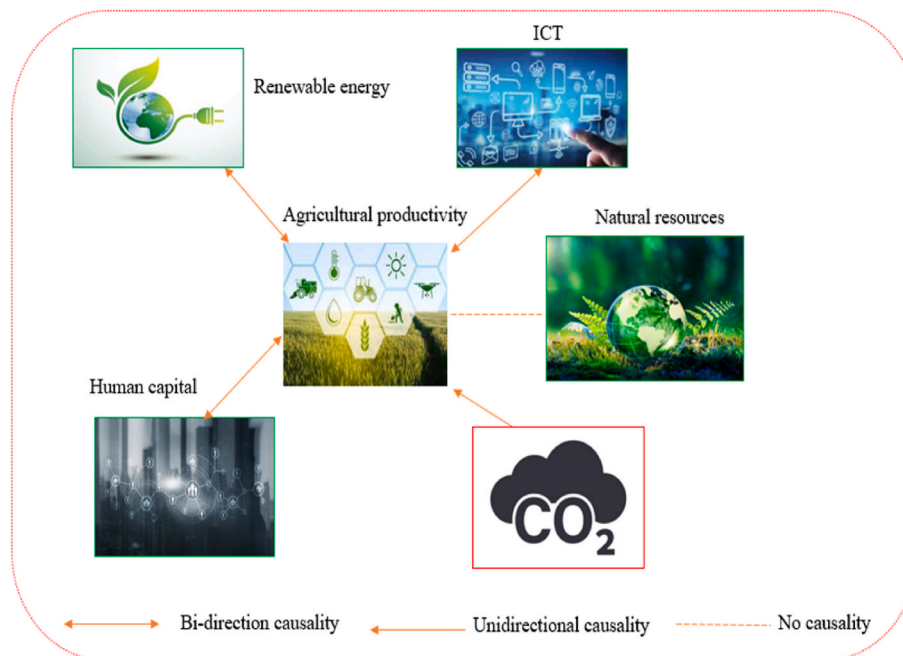 ICT
Renewable energy
Agricultural productivity
Natural resources
Human capital
CO2
Bi-direction causality
Unidirectional causality
No causality